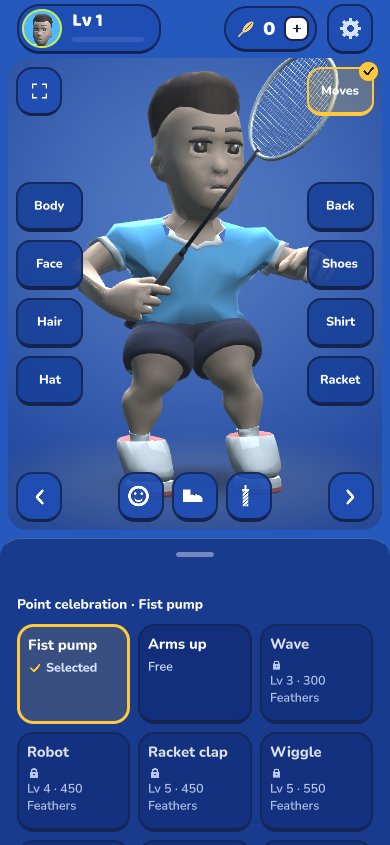 Lv 1
0 +
Moves
Body
Back
Face
Shoes
Hair
Shirt
Hat
Racket
Point celebration · Fist pump
Fist pump
Selected
Arms up
Free
Wave
Lv 3 · 300
Feathers
Robot
Lv 4 · 450
Feathers
Racket clap
Lv 5 · 450
Feathers
Wiggle
Lv 5 · 550
Feathers